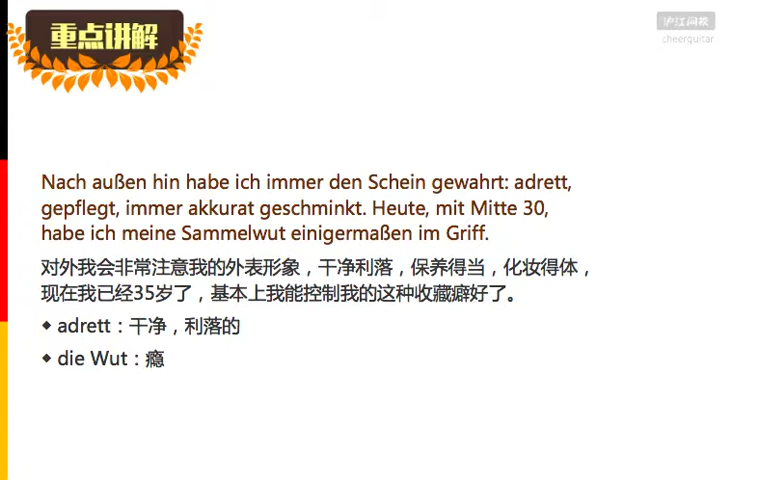 重点讲解
沪江网校
cheerguitar
Nach außen hin habe ich immer den Schein gewahrt: adrett,
gepflegt, immer akkurat geschminkt. Heute, mit Mitte 30,
habe ich meine Sammelwut einigermaßen im Griff.
对外我会非常注意我的外表形象，干净利落，保养得当，化妆得体，
现在我已经35岁了，基本上我能控制我的这种收藏癖好了。
◆ adrett：干净，利落的
◆ die Wut：瘾